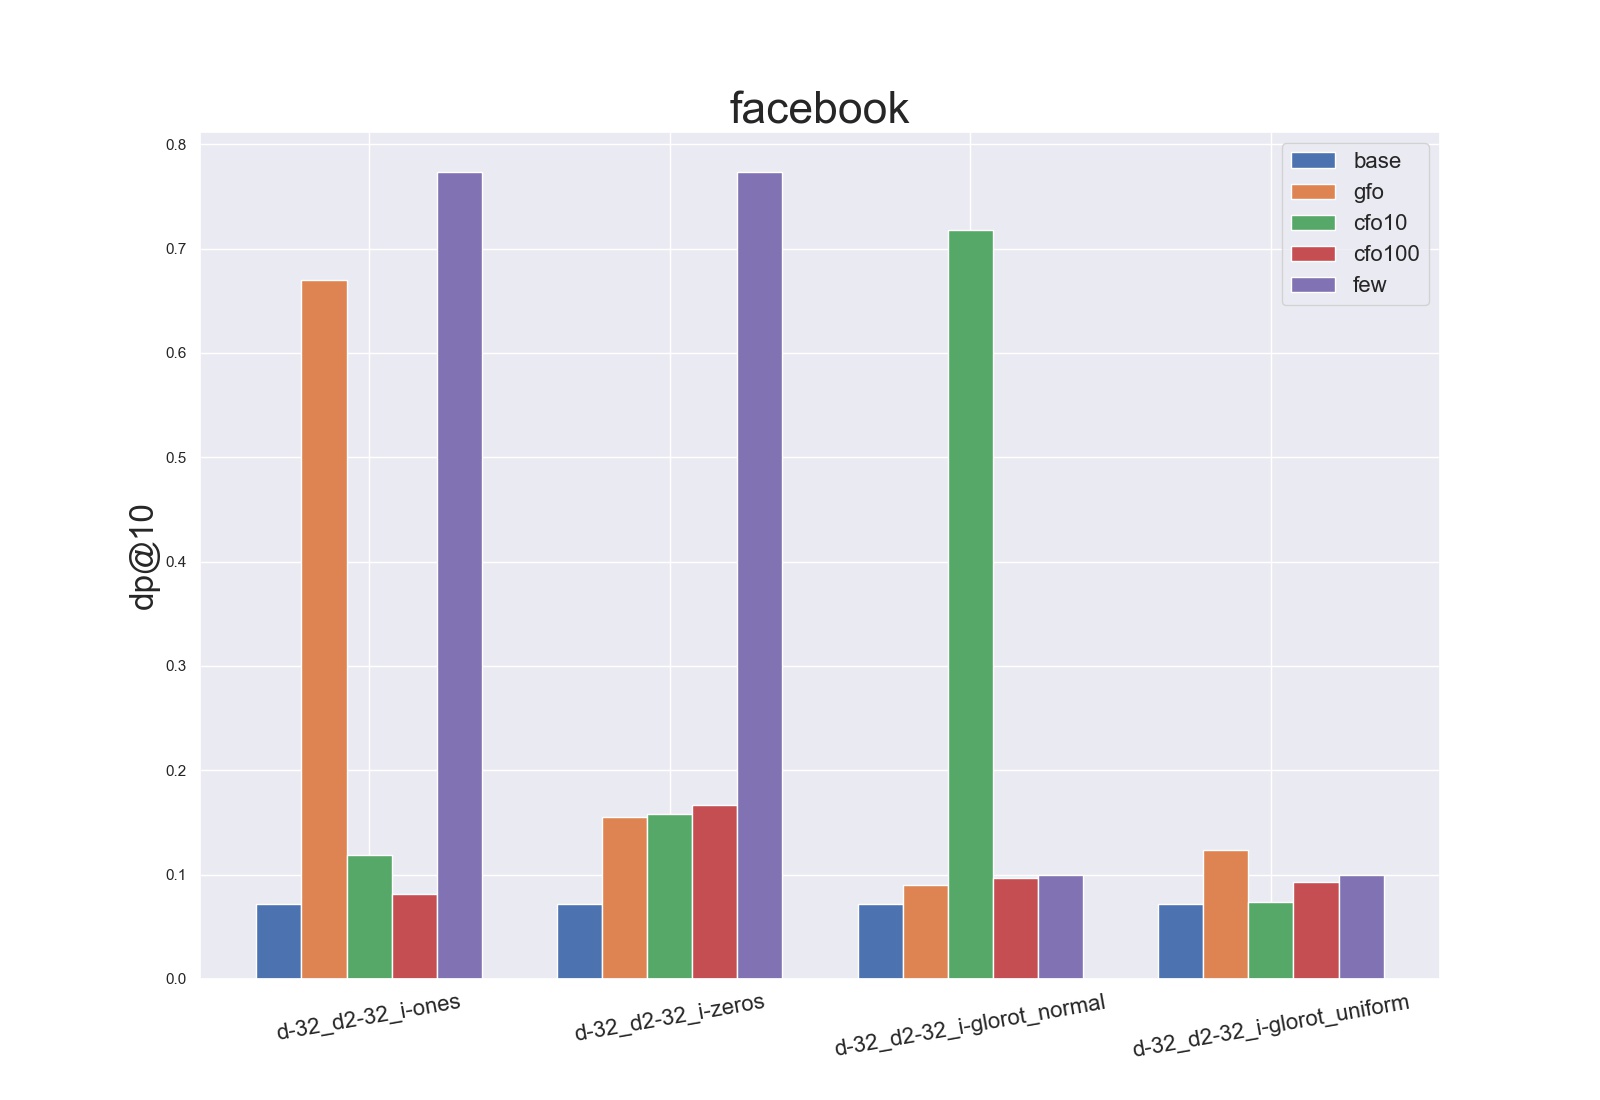 facebook
0.8
0.7
0.6
0.5
0.4
0.3
0.2
0.1
0.0
dp@10
base
gfo
cfo10
cfo100
few
d-32_d2-32_i-ones
d-32_d2-32_i-zeros
d-32_d2-32_i-glorot_normal
d-32_d2-32_i-glorot_uniform